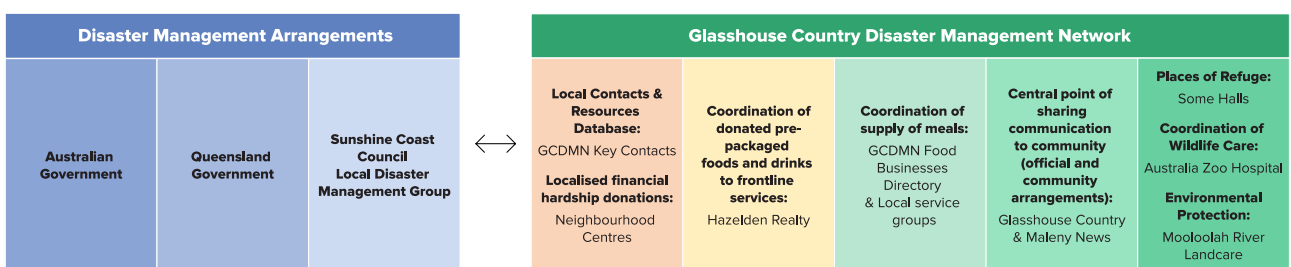 Disaster Management Arrangements
Australian
Government
Queensland
Government
Sunshine Coast
Council
Local Disaster
Management Group
Glasshouse Country Disaster Management Network
Local Contacts &
Resources
Database:
GCDMN Key Contacts
Localised financial
hardship donations:
Neighbourhood
Centres
Coordination of
donated pre-
packaged
foods and drinks
to frontline
services:
Hazelden Realty
Coordination of
supply of meals:
GCDMN Food
Businesses
Directory
& Local service
groups
Central point of
sharing
communication
to community
(official and
community
arrangements):
Glasshouse Country
& Maleny News
Places of Refuge:
Some Halls
Coordination of
Wildlife Care:
Australia Zoo Hospital
Environmental
Protection:
Mooloolah River
Landcare